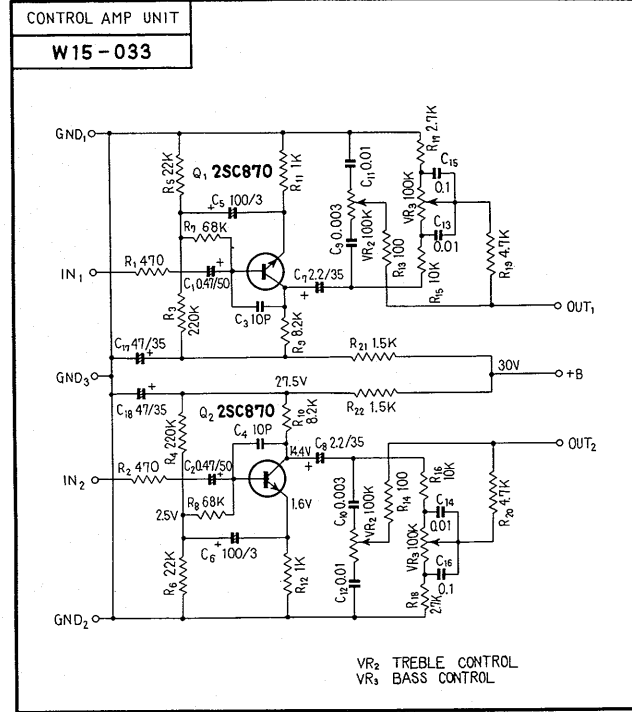 CONTROL AMP UNIT
W15-033
GND₁
R₅ 22K
Q₁ 2SC870
R₁₁ 1K
C₁₁ 0.01
R₁₇ 2.7K
C₁₅
0.1
C₅ 100/3
R₇ 68K
VR₃ 100K
C₁₃
0.01
C₉ 0.003
VR₂ 100K
R₁₃ 100
R₁₉ 4.7K
IN₁
R₁ 470
C₁ 0.47/50
C₇ 2.2/35
R₁₅ 10K
R₃ 220K
C₃ 10P
R₉ 8.2K
OUT₁
C₁₇ 47/35
R₂₁ 1.5K
GND₃
30V
+B
C₁₈ 47/35
27.5V
R₂₂ 1.5K
Q₂ 2SC870
R₁₀ 8.2K
C₄ 10P
R₄ 220K
14.4V
C₈ 2.2/35
OUT₂
IN₂
R₂ 470
C₂ 0.47/50
R₁₆ 10K
R₈ 68K
2.5V
1.6V
C₁₀ 0.003
VR₂ 100K
R₁₄ 100
C₁₄
0.01
R₂₀ 4.7K
C₆ 100/3
VR₃ 100K
C₁₆
0.1
R₆ 22K
R₁₂ 1K
C₁₂ 0.01
R₁₈ 2.7K
GND₂
VR₂ TREBLE CONTROL
VR₃ BASS CONTROL